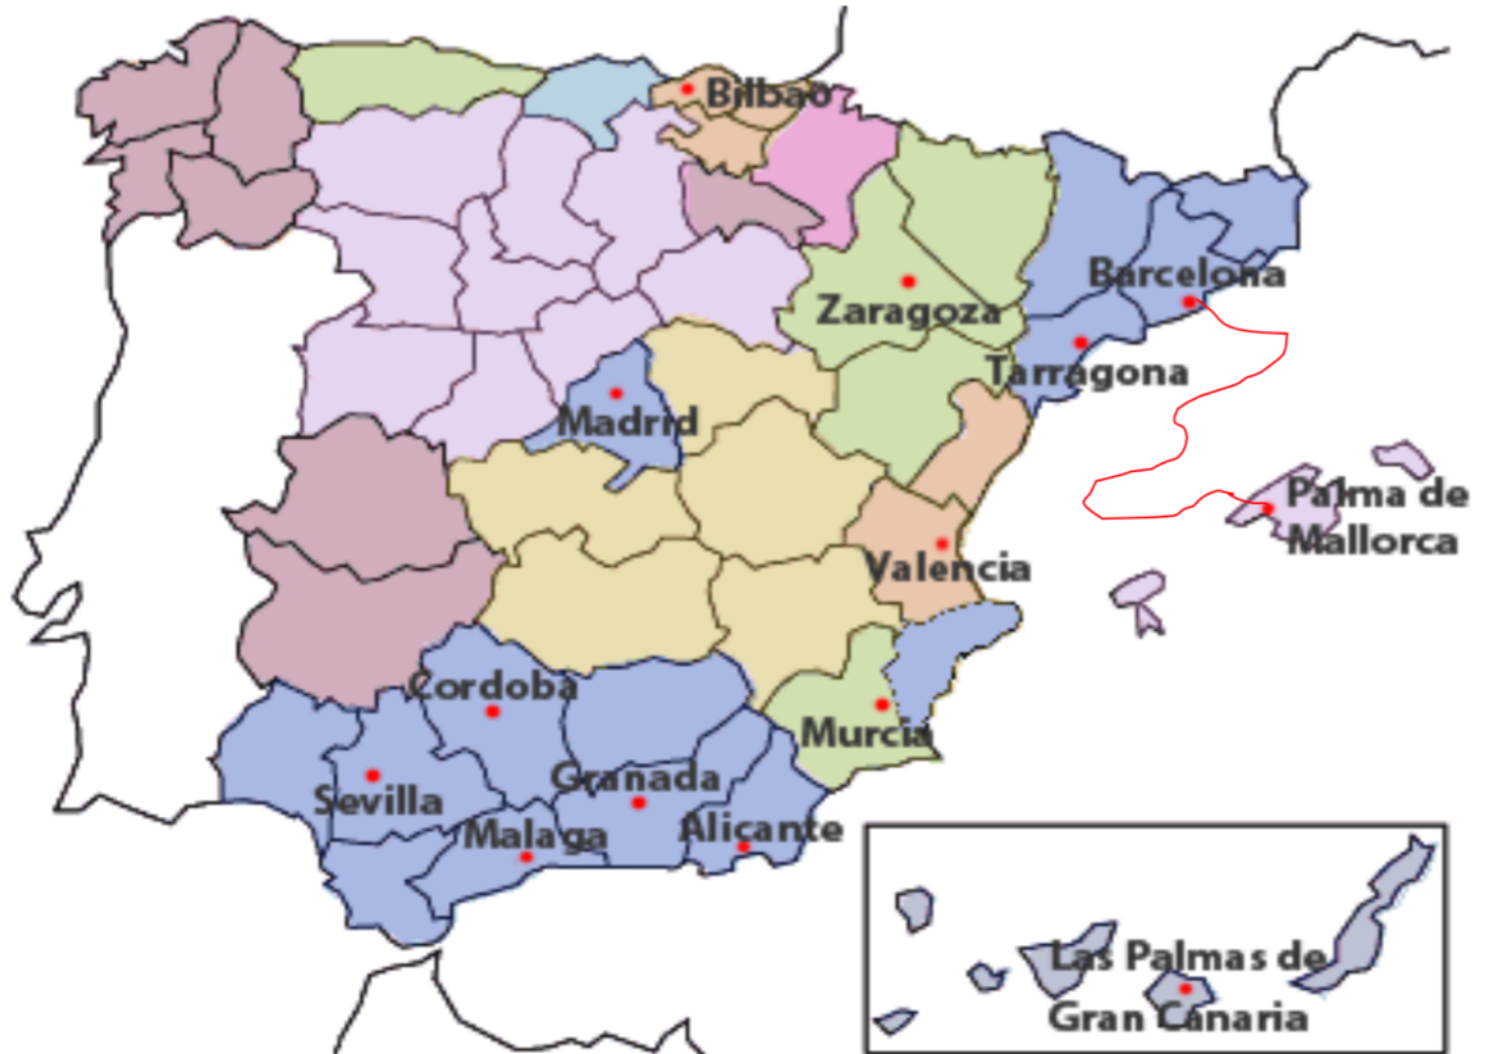 Bilbao
Barcelona
Zaragoza
Tarragona
Madrid
Palma de
Mallorca
Valencia
Cordoba
Murcia
Granada
Sevilla
Malaga
Alicante
Las Palmas de
Gran Canaria